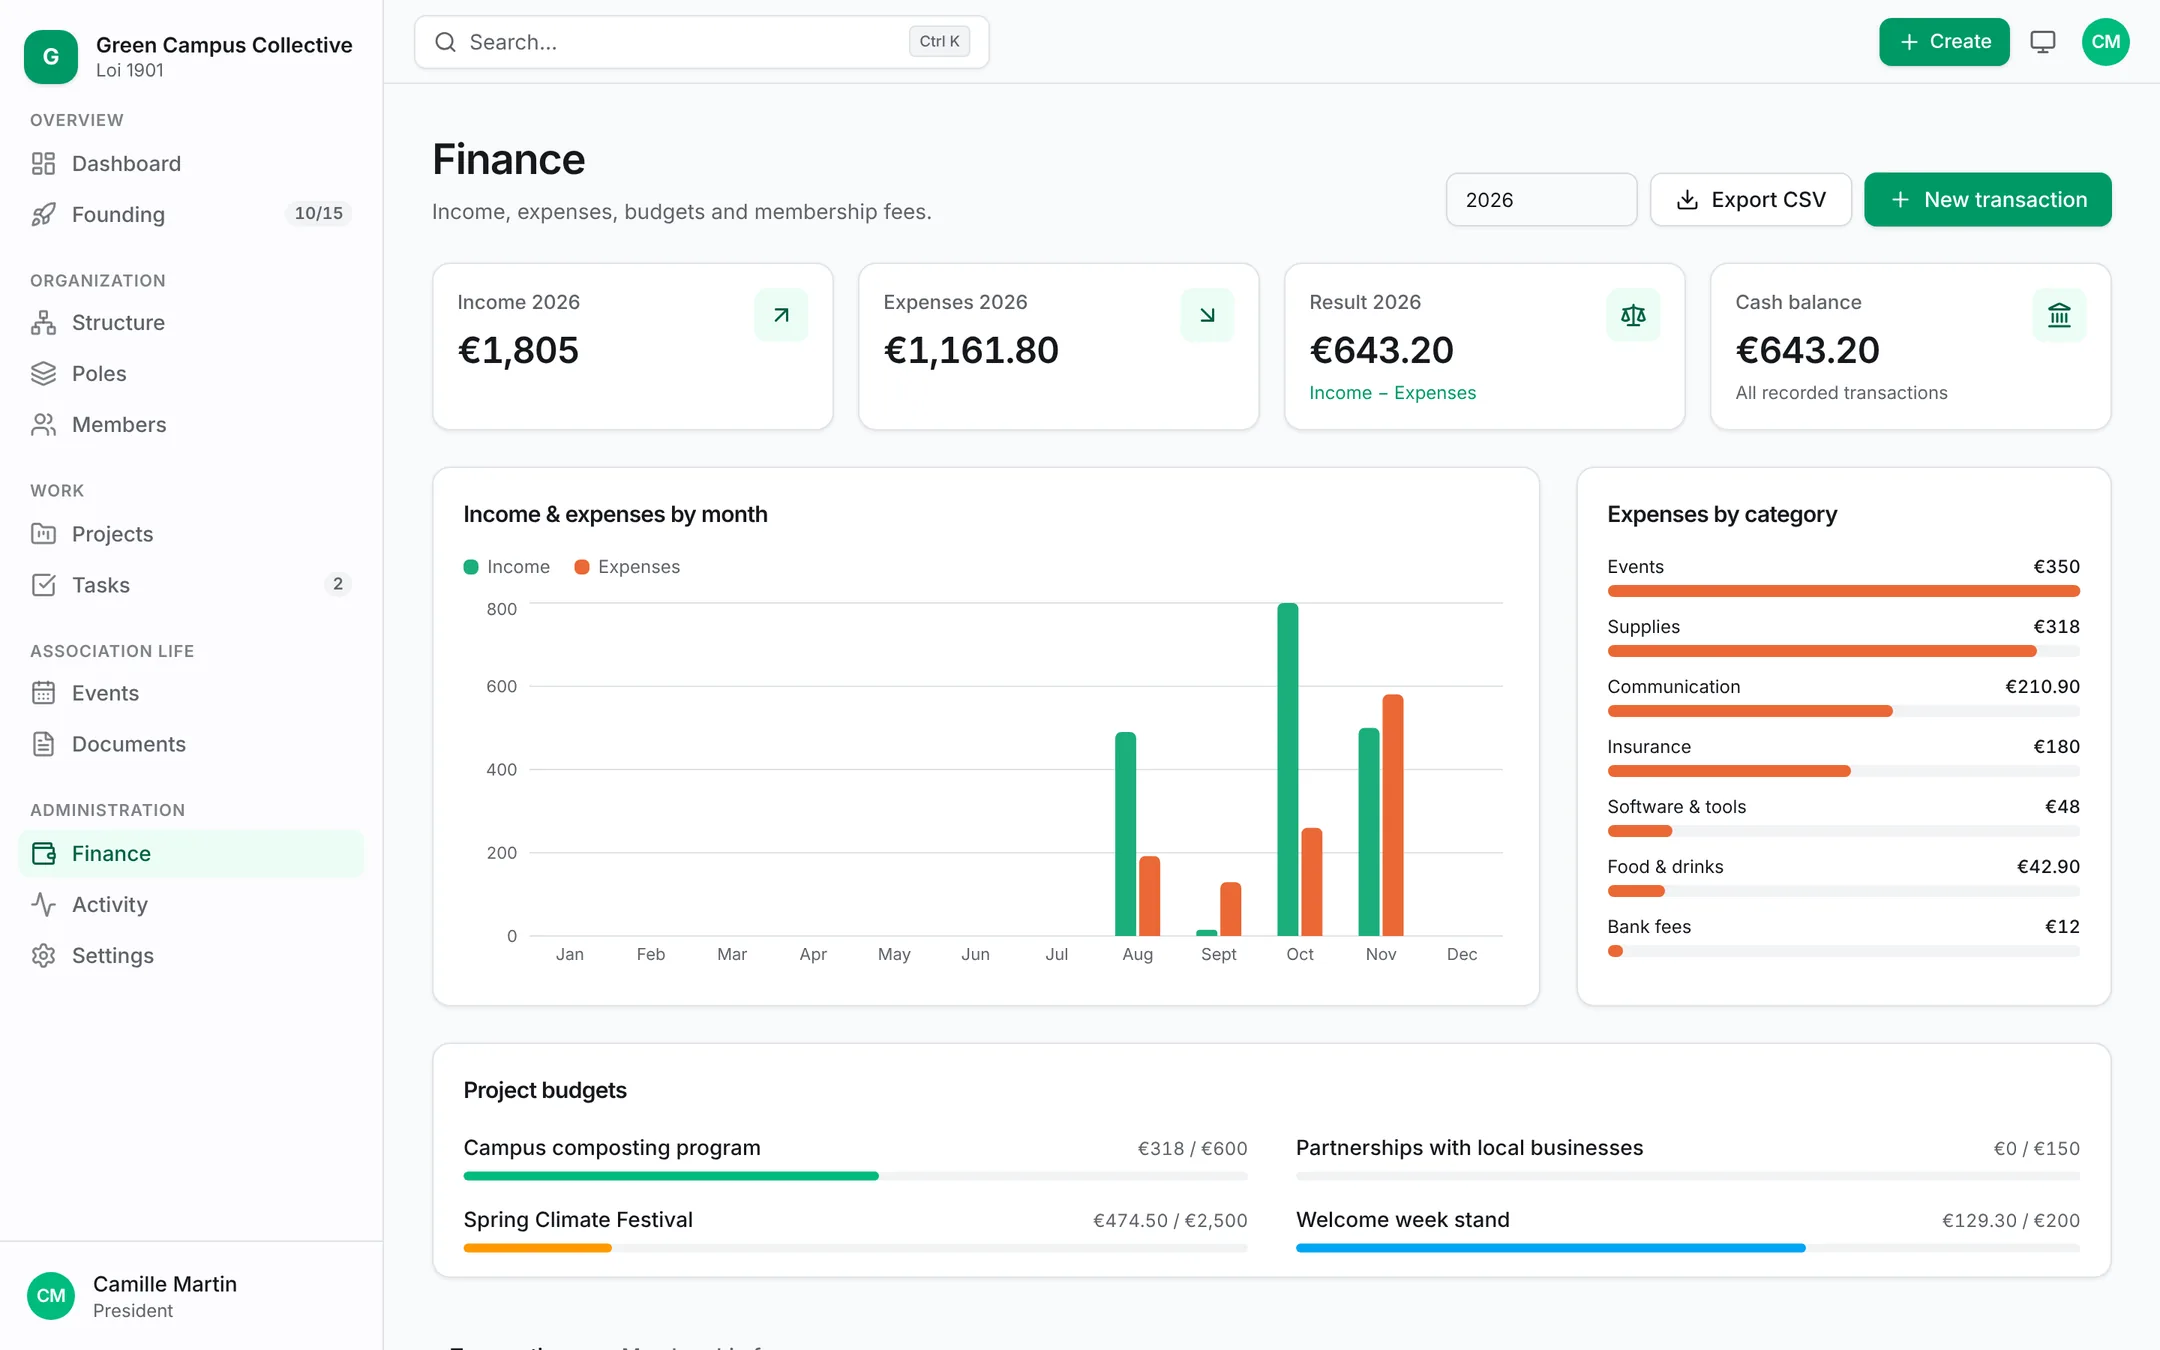 G
Green Campus Collective
Loi 1901
OVERVIEW
Dashboard
Founding 10/15
ORGANIZATION
Structure
Poles
Members
WORK
Projects
Tasks 2
ASSOCIATION LIFE
Events
Documents
ADMINISTRATION
Finance
Activity
Settings
CM
Camille Martin
President
Search... Ctrl K
+ Create
CM
Finance
Income, expenses, budgets and membership fees.
2026
Export CSV
+ New transaction
Income 2026
€1,805
Expenses 2026
€1,161.80
Result 2026
€643.20
Income – Expenses
Cash balance
€643.20
All recorded transactions
Income & expenses by month
Income Expenses
800
600
400
200
0
Jan Feb Mar Apr May Jun Jul Aug Sept Oct Nov Dec
Expenses by category
Events €350
Supplies €318
Communication €210.90
Insurance €180
Software & tools €48
Food & drinks €42.90
Bank fees €12
Project budgets
Campus composting program €318 / €600
Partnerships with local businesses €0 / €150
Spring Climate Festival €474.50 / €2,500
Welcome week stand €129.30 / €200